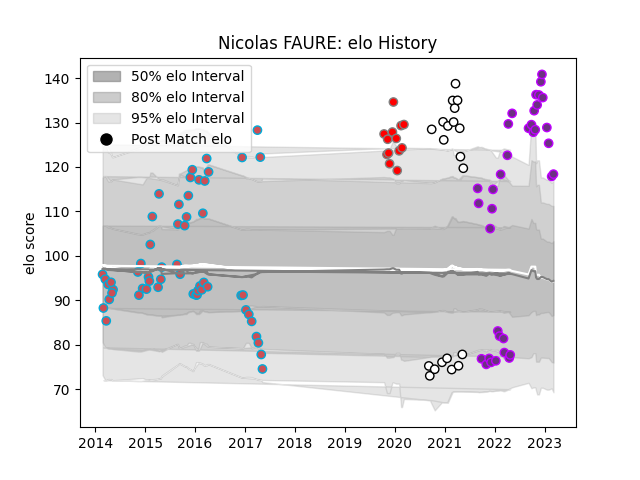 Nicolas FAURE: elo History
50% elo Interval
80% elo Interval
95% elo Interval
Post Match elo
elo score
140
130
120
110
100
90
80
70
2014 2015 2016 2017 2018 2019 2020 2021 2022 2023